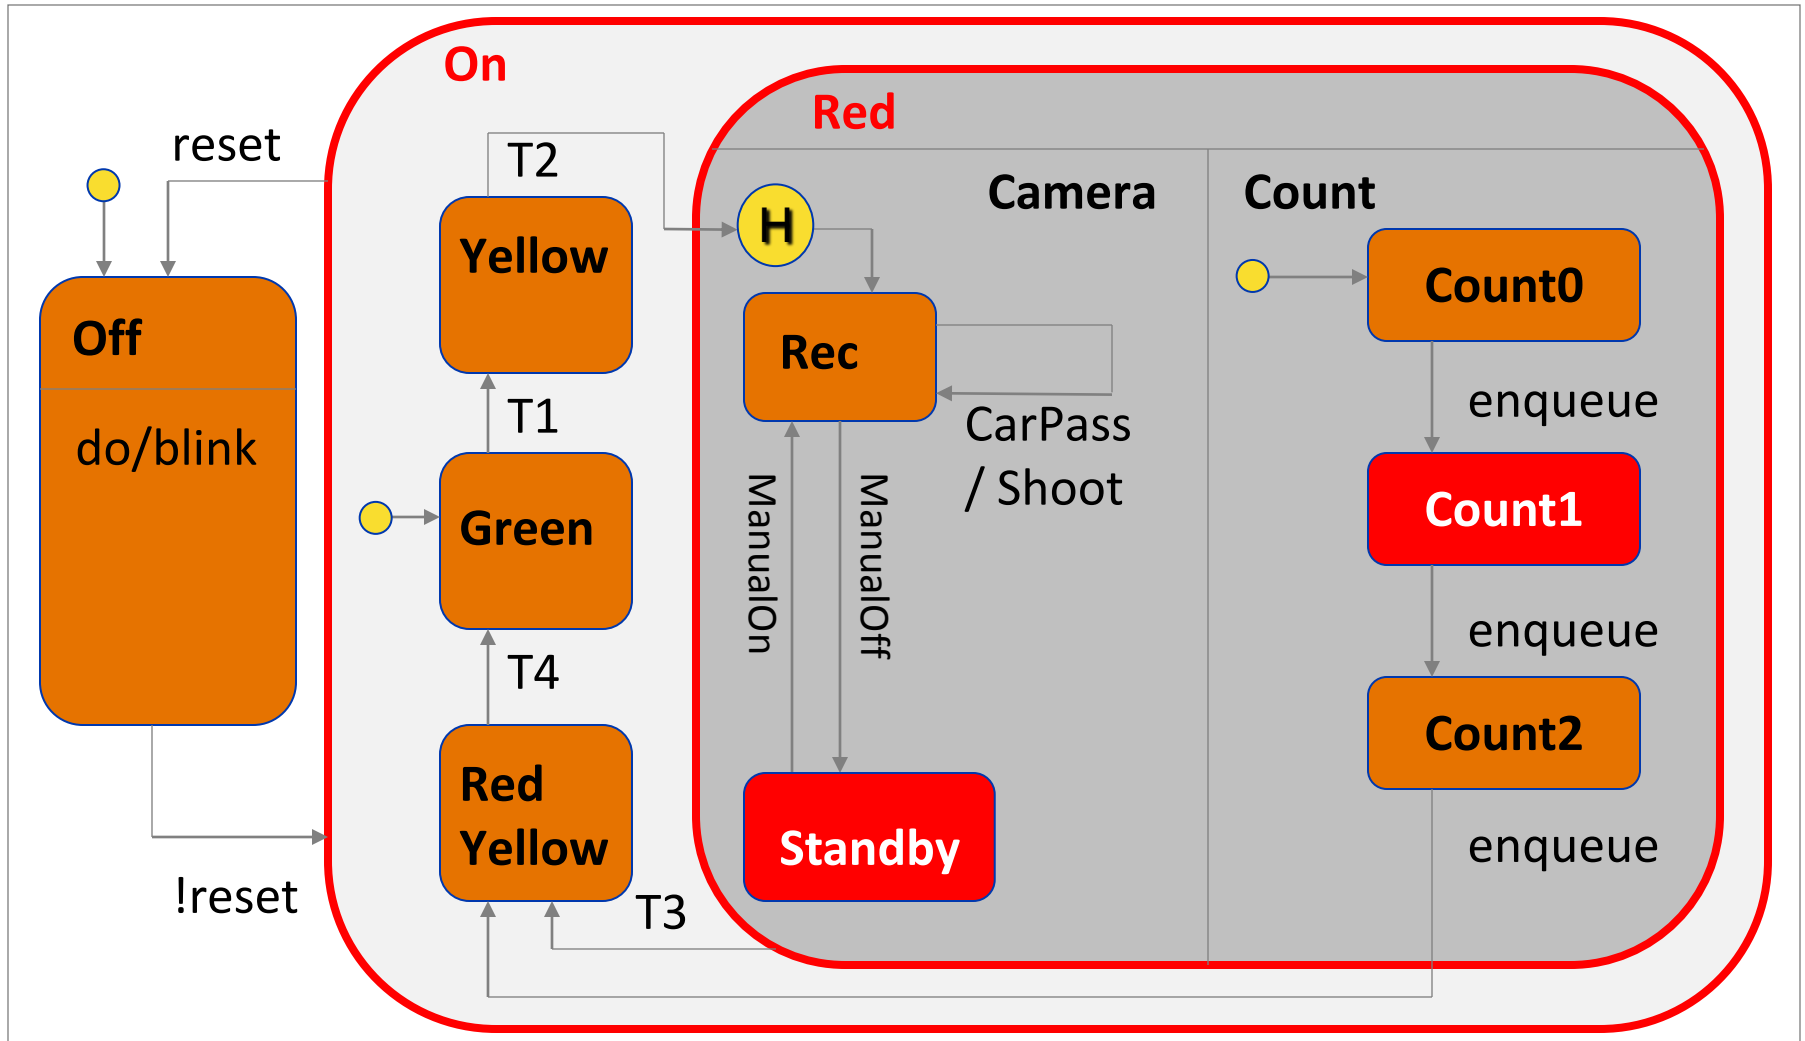 On
Red
reset
T2
H
Camera
Count
Yellow
Count0
Off
Rec
T1
CarPass
/ Shoot
enqueue
do/blink
ManualOn
ManualOff
Green
Count1
T4
enqueue
Red
Yellow
Standby
Count2
!reset
T3
enqueue